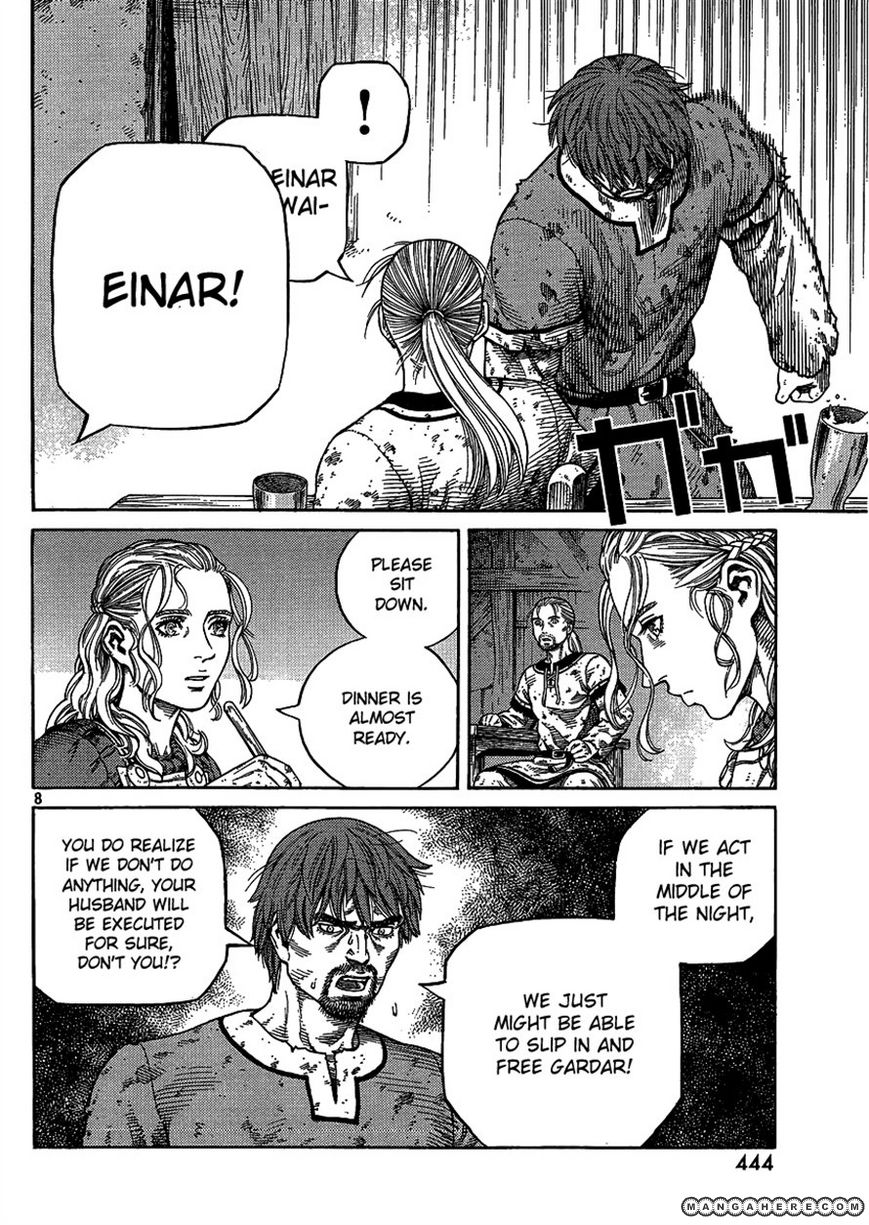 !
EINAR
WAI-
EINAR!
ガガ
PLEASE
SIT
DOWN.
DINNER IS
ALMOST
READY.
8
IF WE ACT
IN THE
MIDDLE OF
THE NIGHT,
WE JUST
MIGHT BE ABLE
TO SLIP IN AND
FREE GARDAR!
YOU DO REALIZE
IF WE DON'T DO
ANYTHING, YOUR
HUSBAND WILL
BE EXECUTED
FOR SURE,
DON'T YOU!?
444
MANGAHERE.COM